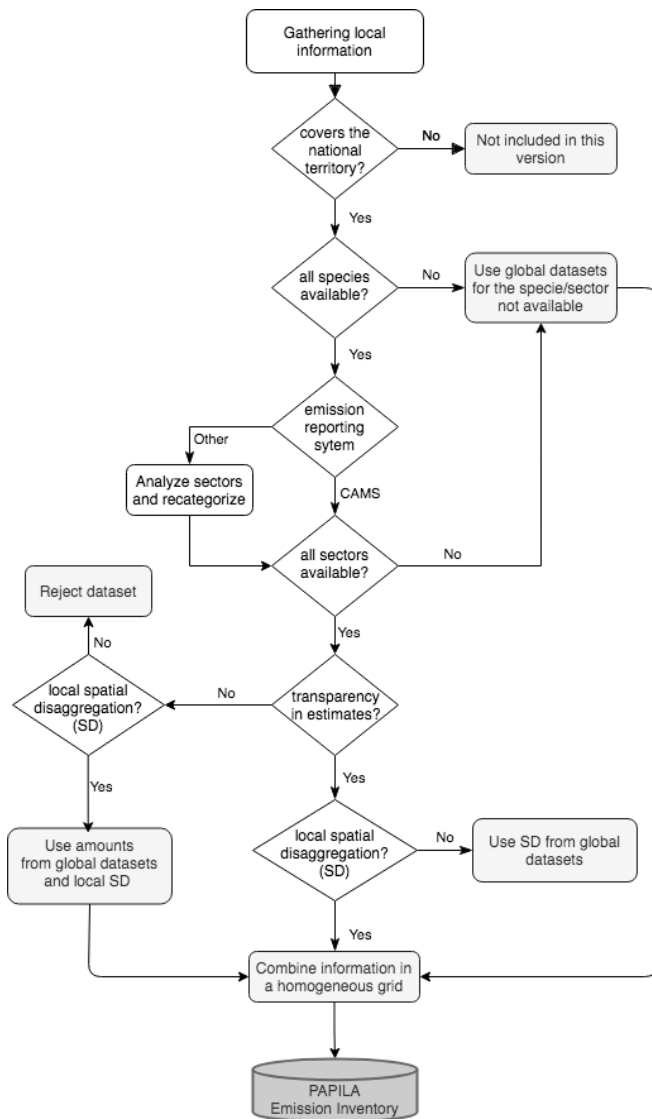 Gathering local
information
covers the
national
territory?
No
Not included in this
version
Yes
all species
available?
No
Use global datasets
for the specie/sector
not available
Yes
emission
reporting
sytem
Other
Analyze sectors
and recategorize
CAMS
all sectors
available?
No
Reject dataset
Yes
No
local spatial
disaggregation?
(SD)
No
transparency
in estimates?
Yes
Yes
Use amounts
from global datasets
and local SD
local spatial
disaggregation?
(SD)
No
Use SD from global
datasets
Yes
Combine information in
a homogeneous grid
PAPILA
Emission Inventory